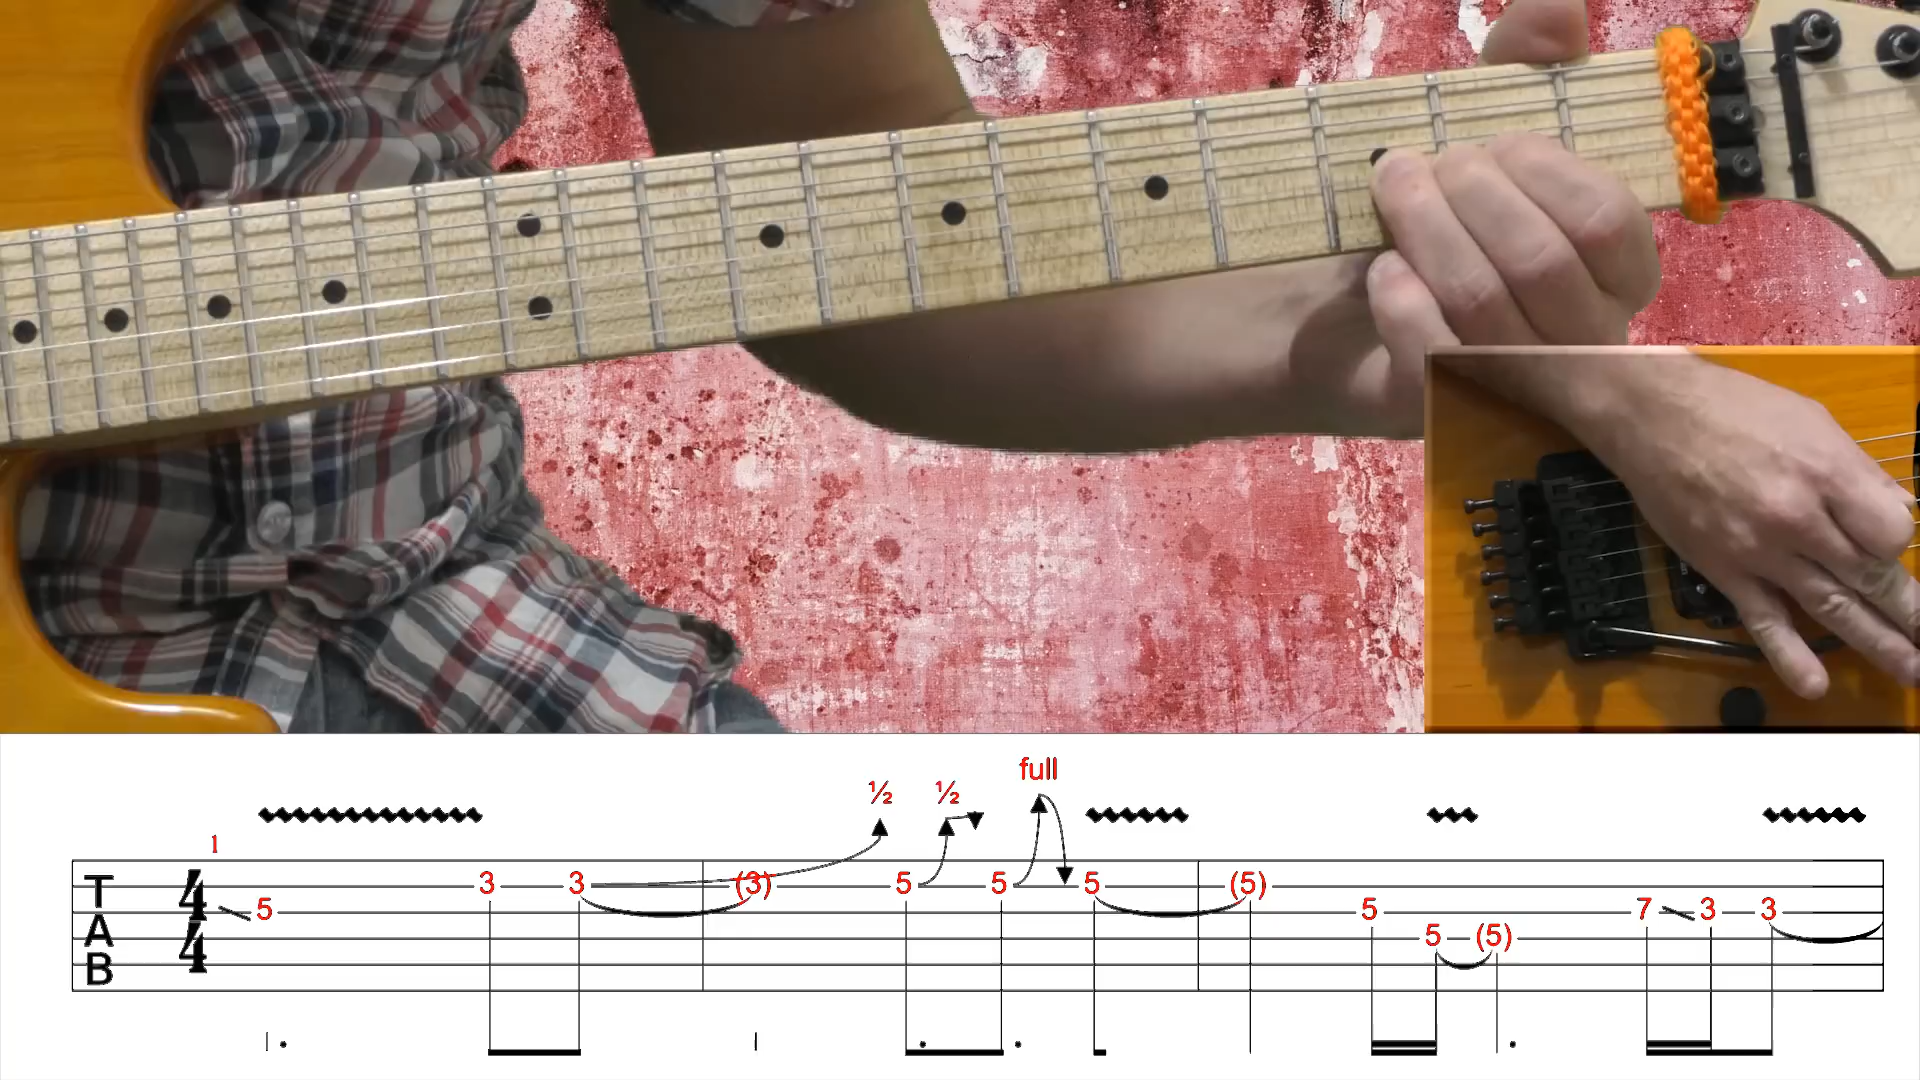 full
½ ½
1
T A B
4 4
3 3 (3) 5 5 5 (5)
5 5 7 3 3
5 (5)